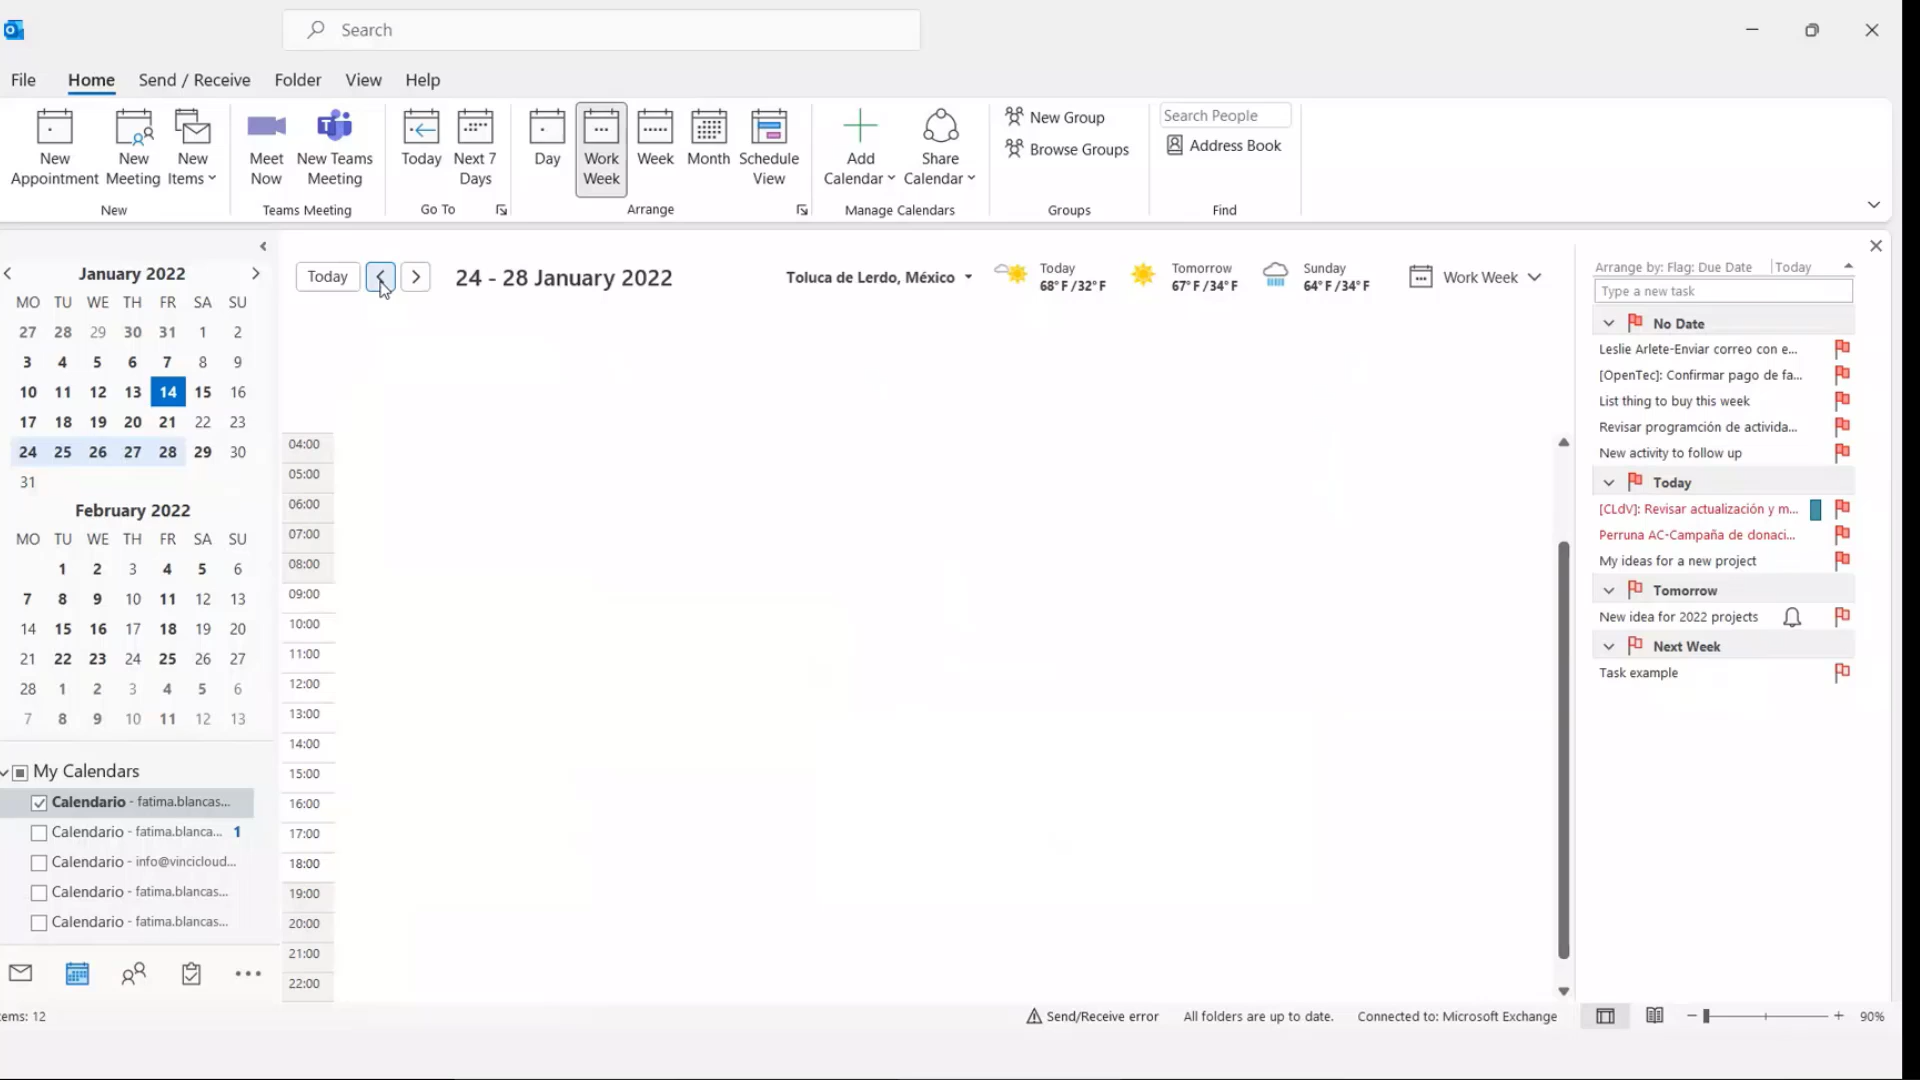 Search
File Home Send / Receive Folder View Help
New Appointment
New Meeting
New Items
New
Meet Now
New Teams Meeting
Teams Meeting
Today
Next 7 Days
Go To
Day
Work Week
Week
Month
Schedule View
Arrange
Add Calendar
Share Calendar
Manage Calendars
New Group
Browse Groups
Groups
Search People
Address Book
Find
January 2022
MO TU WE TH FR SA SU
27 28 29 30 31 1 2
3 4 5 6 7 8 9
10 11 12 13 14 15 16
17 18 19 20 21 22 23
24 25 26 27 28 29 30
31
February 2022
MO TU WE TH FR SA SU
1 2 3 4 5 6
7 8 9 10 11 12 13
14 15 16 17 18 19 20
21 22 23 24 25 26 27
28 1 2 3 4 5 6
7 8 9 10 11 12 13
My Calendars
Calendario - fatima.blancas...
Calendario - fatima.blanca... 1
Calendario - info@vincicloud...
Calendario - fatima.blancas...
Calendario - fatima.blancas...
Today
24 - 28 January 2022
Toluca de Lerdo, México
Today
68°F/32°F
Tomorrow
67°F/34°F
Sunday
64°F/34°F
Work Week
04:00
05:00
06:00
07:00
08:00
09:00
10:00
11:00
12:00
13:00
14:00
15:00
16:00
17:00
18:00
19:00
20:00
21:00
22:00
Arrange by: Flag: Due Date Today
Type a new task
No Date
Leslie Arlete-Enviar correo con e...
[OpenTec]: Confirmar pago de fa...
List thing to buy this week
Revisar programción de activida...
New activity to follow up
Today
[CLdV]: Revisar actualización y m...
Perruna AC-Campaña de donaci...
My ideas for a new project
Tomorrow
New idea for 2022 projects
Next Week
Task example
ems: 12
Send/Receive error
All folders are up to date.
Connected to: Microsoft Exchange
90%